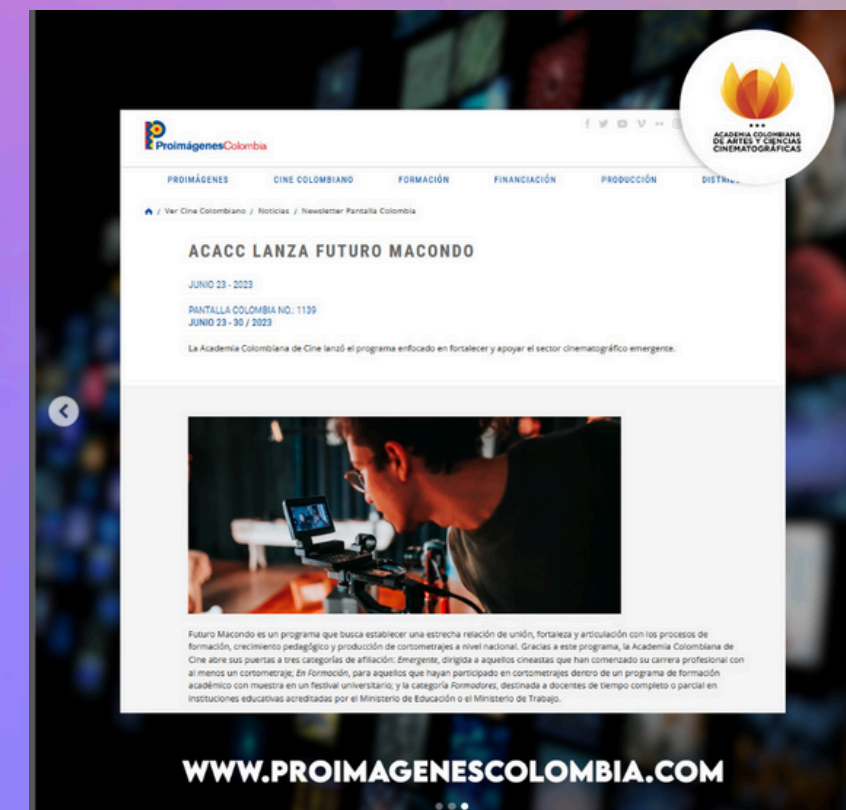 ProimágenesColombia
ACADEMIA COLOMBIANA
DE ARTES Y CIENCIAS
CINEMATOGRÁFICAS
PROIMÁGENES CINE COLOMBIANO FORMACIÓN FINANCIACIÓN PRODUCCIÓN
/ Ver Cine Colombiano / Noticias / Newsletter Pantalla Colombia
ACACC LANZA FUTURO MACONDO
JUNIO 23 - 2023
PANTALLA COLOMBIA NO.: 1139
JUNIO 23 - 30 / 2023
La Academia Colombiana de Cine lanzó el programa enfocado en fortalecer y apoyar el sector cinematográfico emergente.
Futuro Macondo es un programa que busca establecer una estrecha relación de unión, fortaleza y articulación con los procesos de
formación, crecimiento pedagógico y producción de cortometrajes a nivel nacional. Gracias a este programa, la Academia Colombiana de
Cine abre sus puertas a tres categorías de afiliación: Emergente, dirigida a aquellos cineastas que han comenzado su carrera profesional con
al menos un cortometraje; En Formación, para aquellos que hayan participado en cortometrajes dentro de un programa de formación
académico con muestra en un festival universitario; y la categoría Formadores, destinada a docentes de tiempo completo o parcial en
instituciones educativas acreditadas por el Ministerio de Educación o el Ministerio de Trabajo.
WWW.PROIMAGENESCOLOMBIA.COM